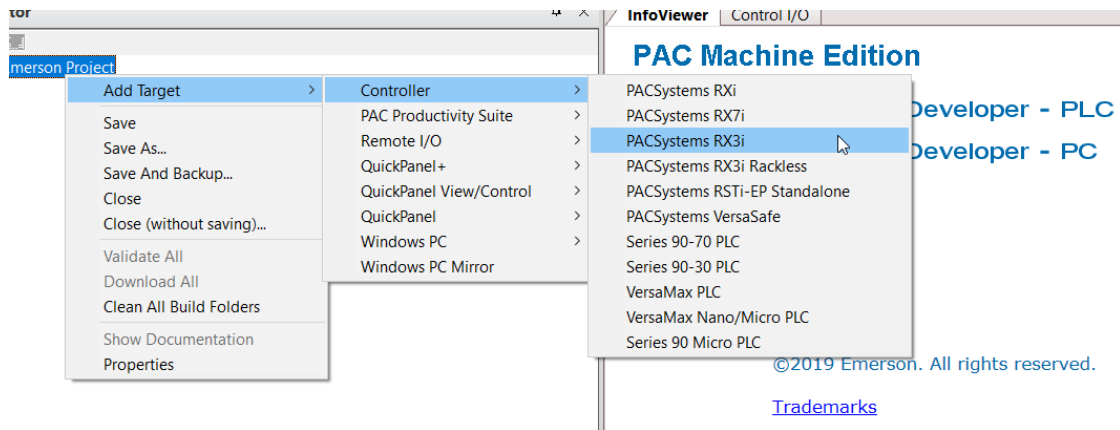 tor
InfoViewer
Control I/O
merson Project
PAC Machine Edition
Developer - PLC
Developer - PC
Add Target
Save
Save As...
Save And Backup...
Close
Close (without saving)...
Validate All
Download All
Clean All Build Folders
Show Documentation
Properties
Controller
PAC Productivity Suite
Remote I/O
QuickPanel+
QuickPanel View/Control
QuickPanel
Windows PC
Windows PC Mirror
PACSystems RXi
PACSystems RX7i
PACSystems RX3i
PACSystems RX3i Rackless
PACSystems RSTi-EP Standalone
PACSystems VersaSafe
Series 90-70 PLC
Series 90-30 PLC
VersaMax PLC
VersaMax Nano/Micro PLC
Series 90 Micro PLC
©2019 Emerson. All rights reserved.
Trademarks